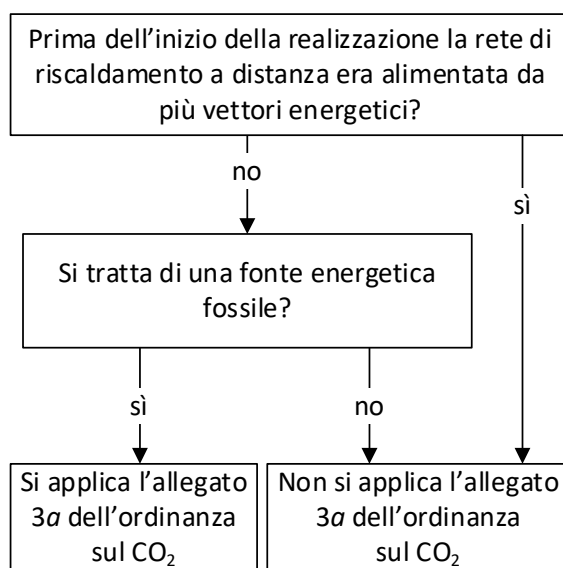 Prima dell’inizio della realizzazione la rete di
riscaldamento a distanza era alimentata da
più vettori energetici?
no
sì
Si tratta di una fonte energetica
fossile?
sì
no
Si applica l’allegato
3a dell’ordinanza
sul CO₂
Non si applica l’allegato
3a dell’ordinanza
sul CO₂